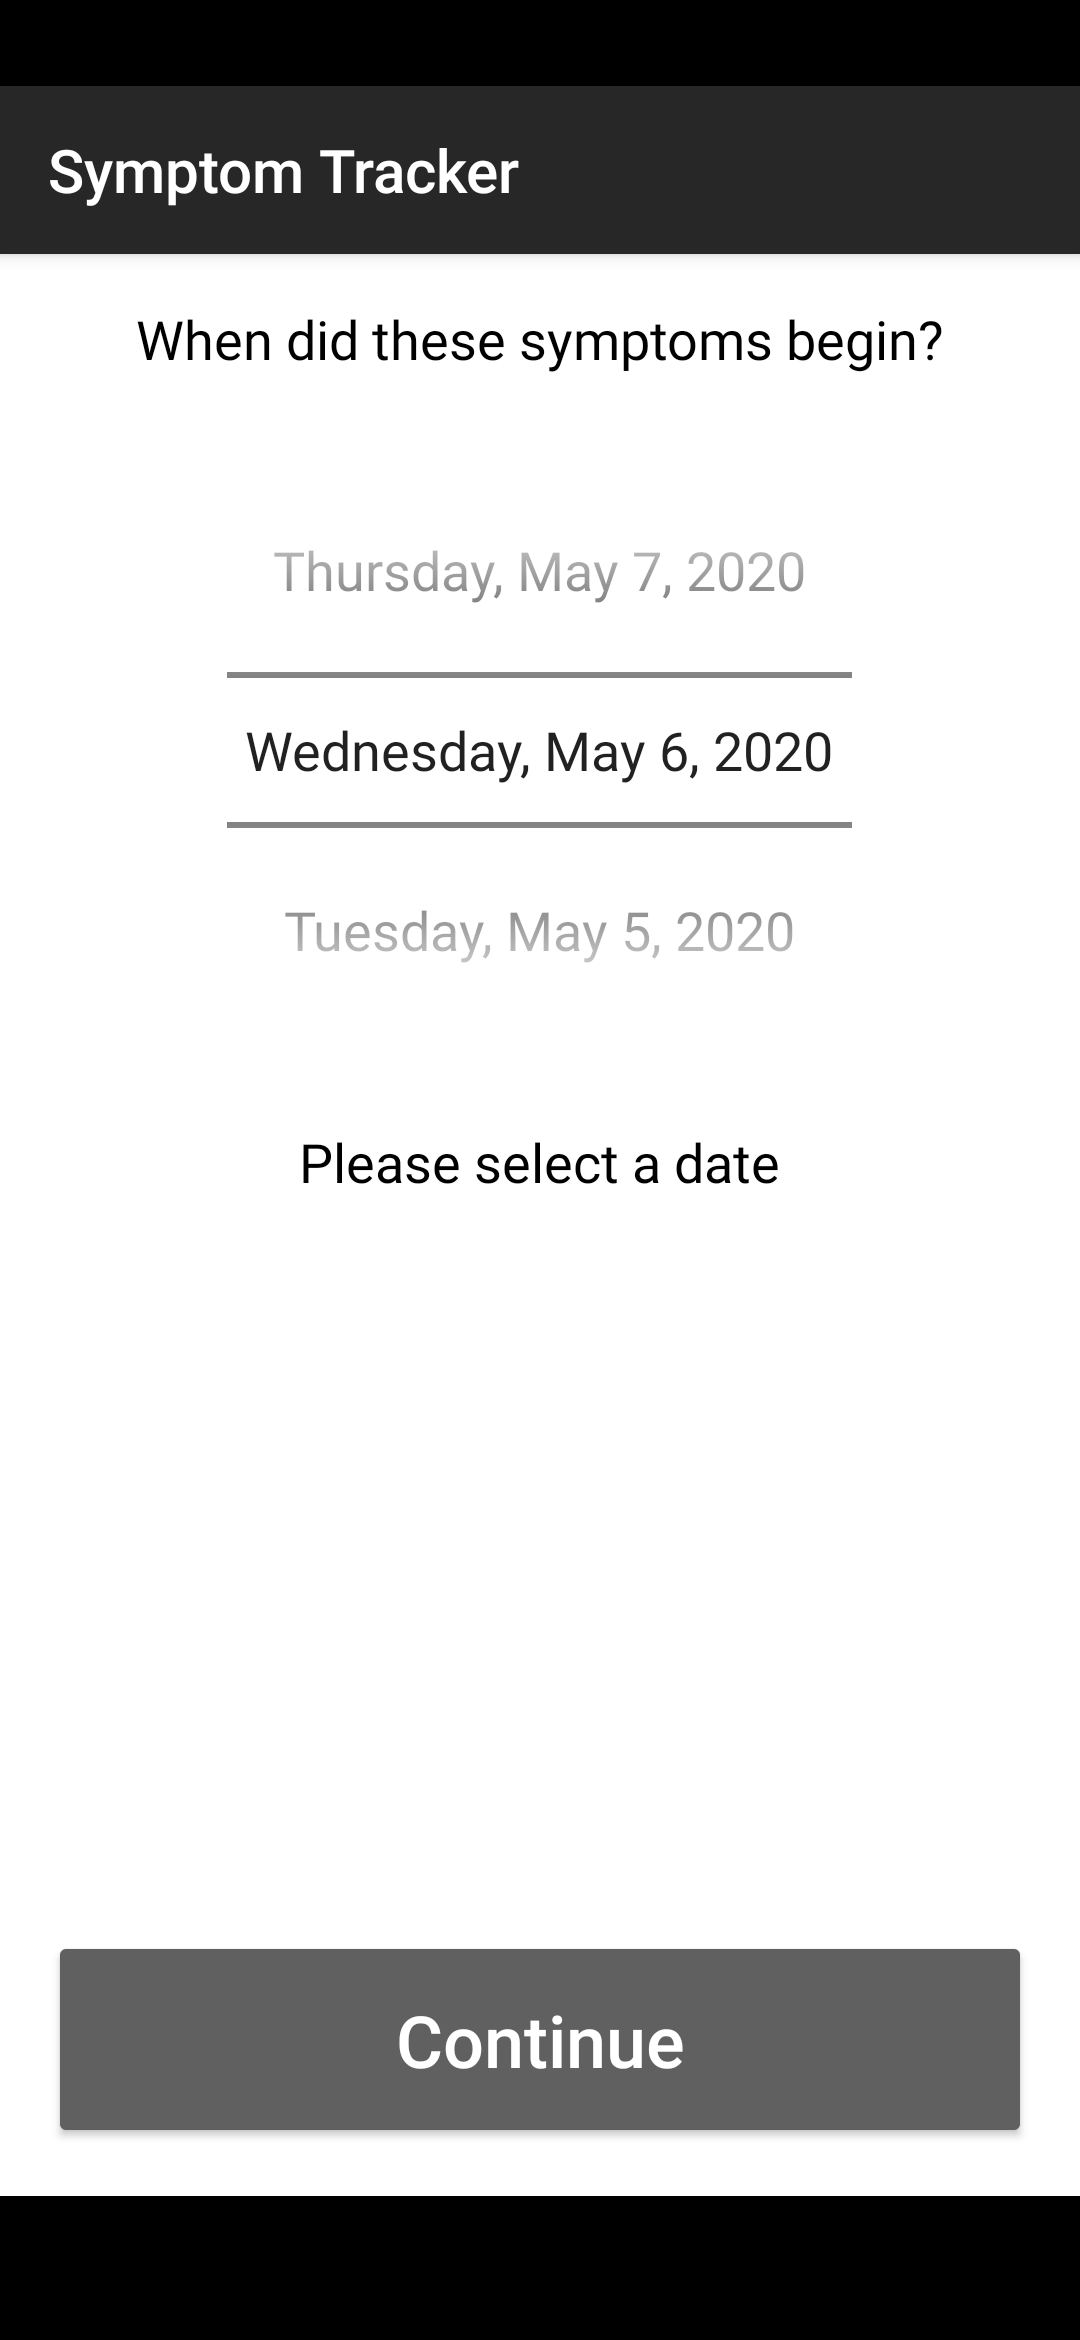 Symptom Tracker
When did these symptoms begin?
Thursday, May 7, 2020
Wednesday, May 6, 2020
Tuesday, May 5, 2020
Please select a date
Continue